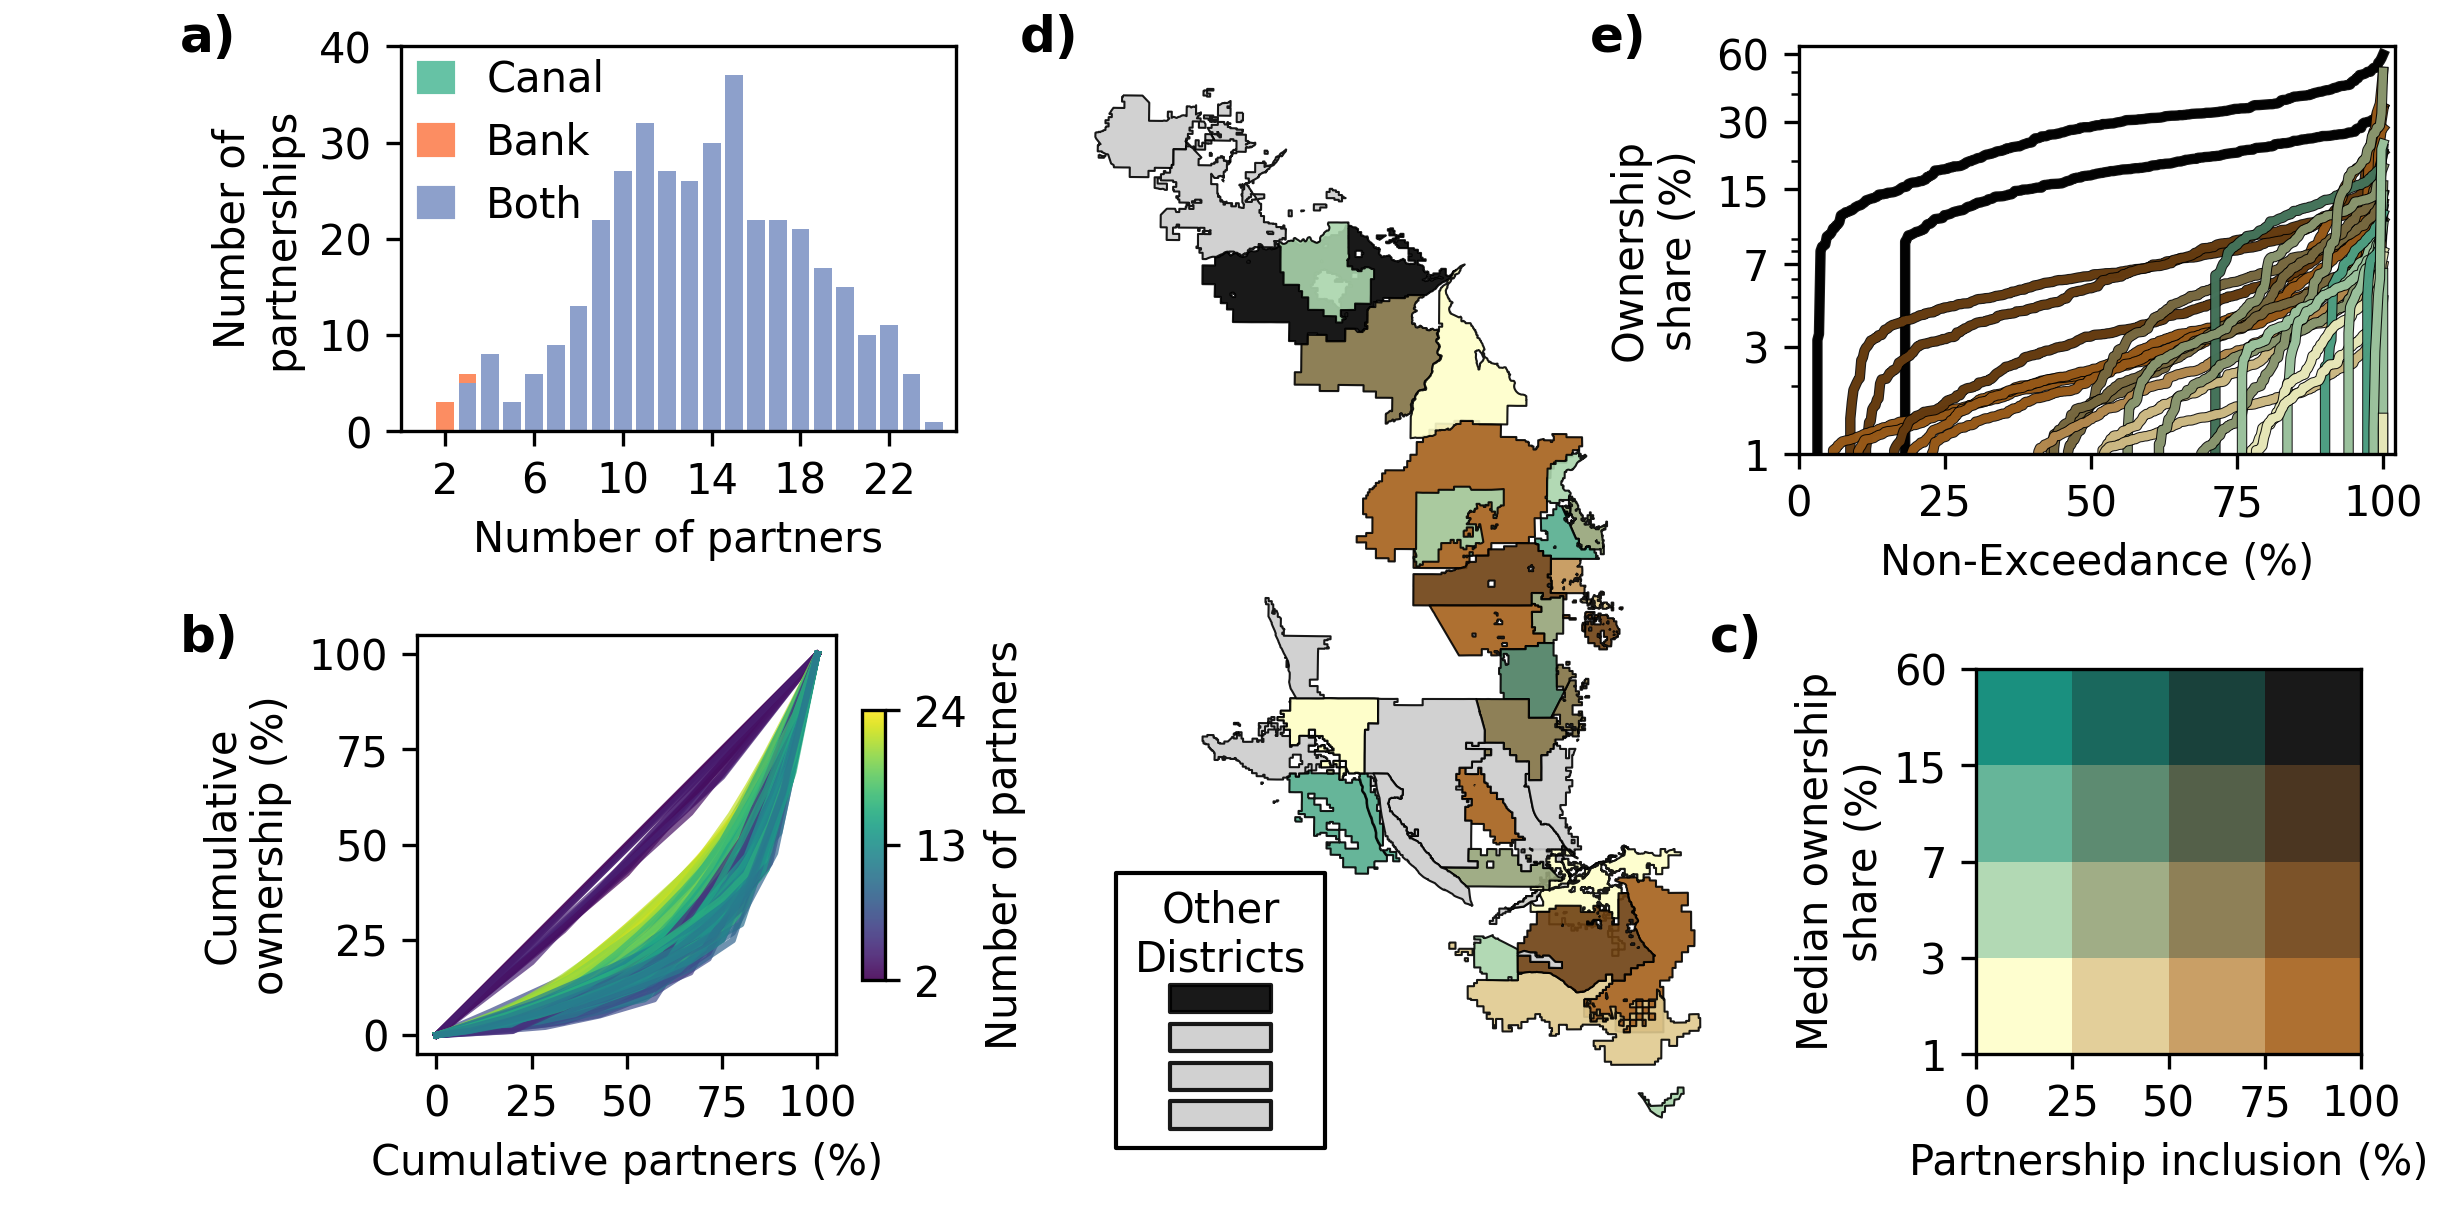 a)
40
30
20
10
0
Number of
partnerships
Canal
Bank
Both
2 6 10 14 18 22
Number of partners
b)
100
75
50
25
0
Cumulative
ownership (%)
0 25 50 75 100
Cumulative partners (%)
24
13
2
Number of partners
d)
Other
Districts
e)
60
30
15
7
3
1
Ownership
share (%)
0 25 50 75 100
Non-Exceedance (%)
c)
60
15
7
3
1
Median ownership
share (%)
0 25 50 75 100
Partnership inclusion (%)